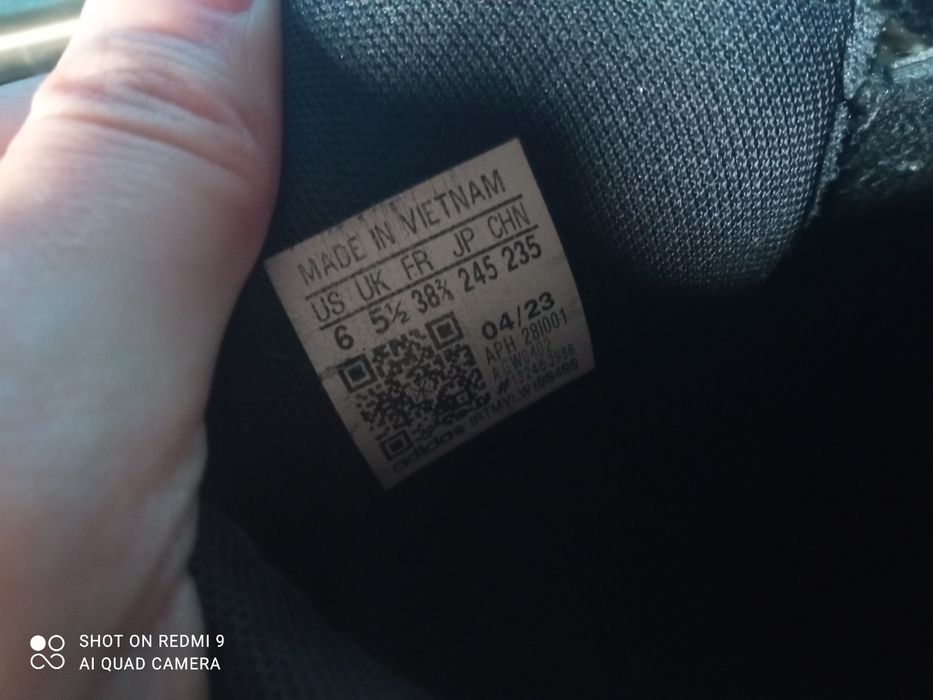 MADE IN VIETNAM
US UK FR JP CHN
6 5½ 38⅔ 245 235
04/23
APH 28I001
adidas
SHOT ON REDMI 9
AI QUAD CAMERA